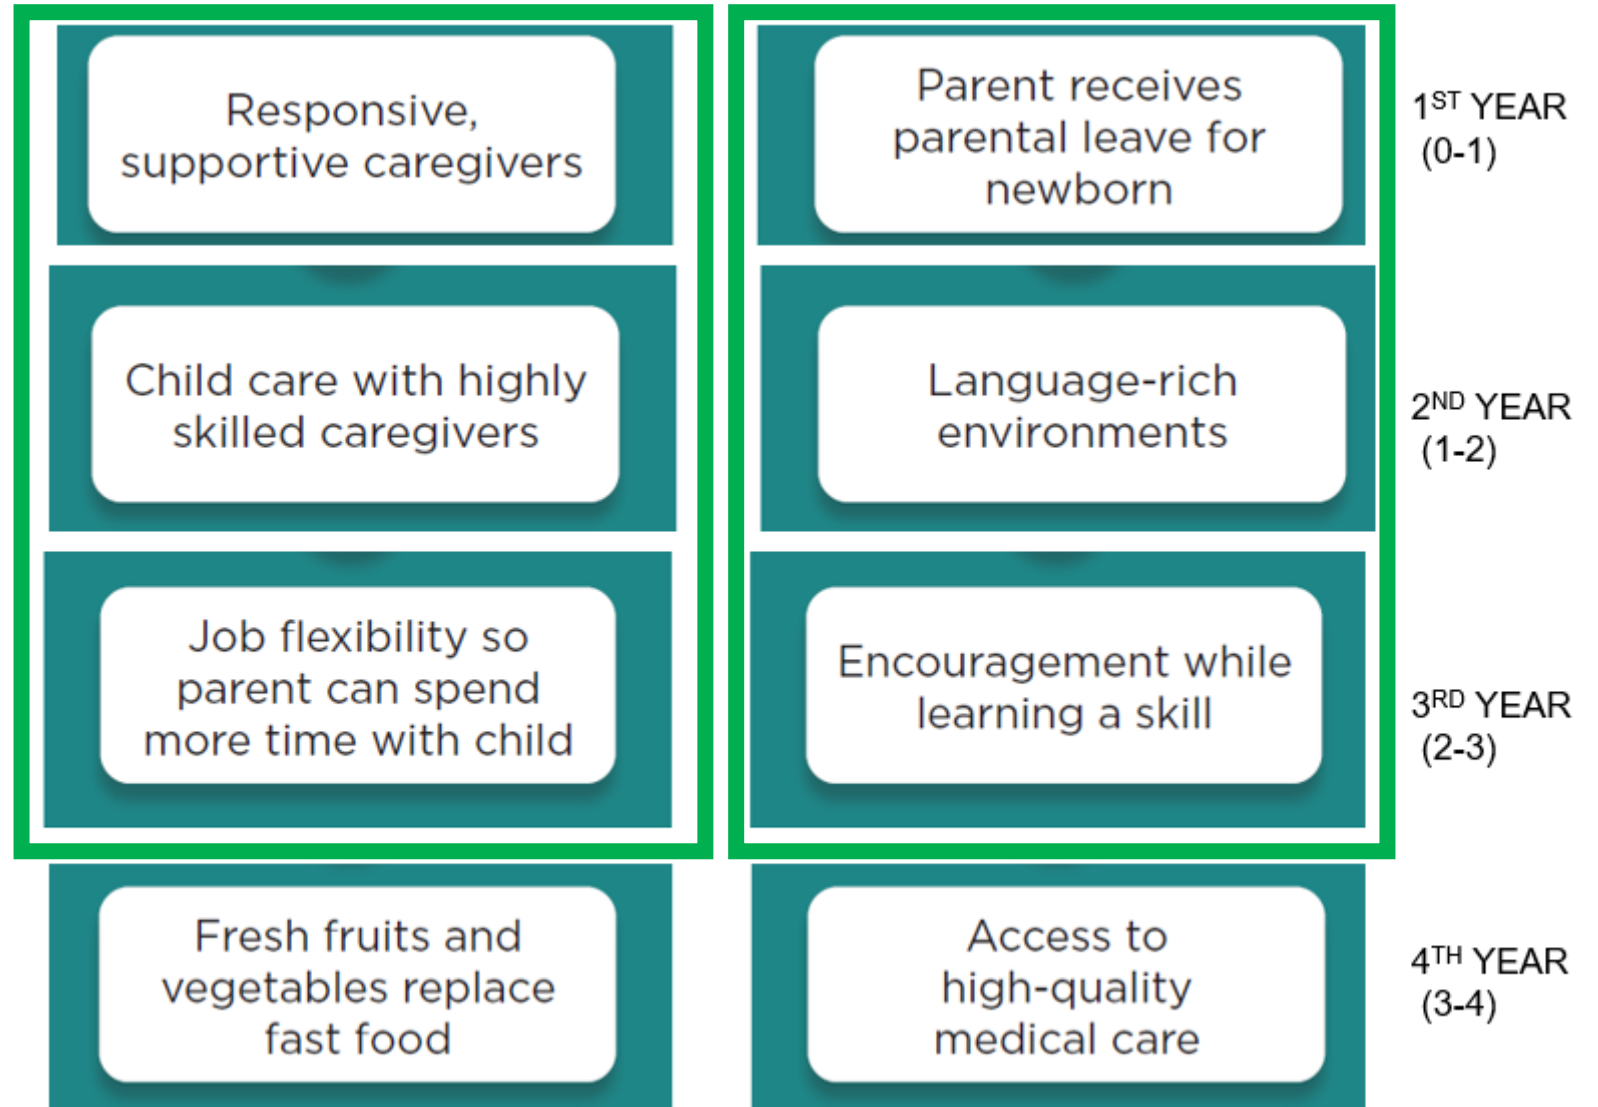 Responsive,
supportive caregivers
Parent receives
parental leave for
newborn
1ST YEAR
(0-1)
Child care with highly
skilled caregivers
Language-rich
environments
2ND YEAR
(1-2)
Job flexibility so
parent can spend
more time with child
Encouragement while
learning a skill
3RD YEAR
(2-3)
Fresh fruits and
vegetables replace
fast food
Access to
high-quality
medical care
4TH YEAR
(3-4)